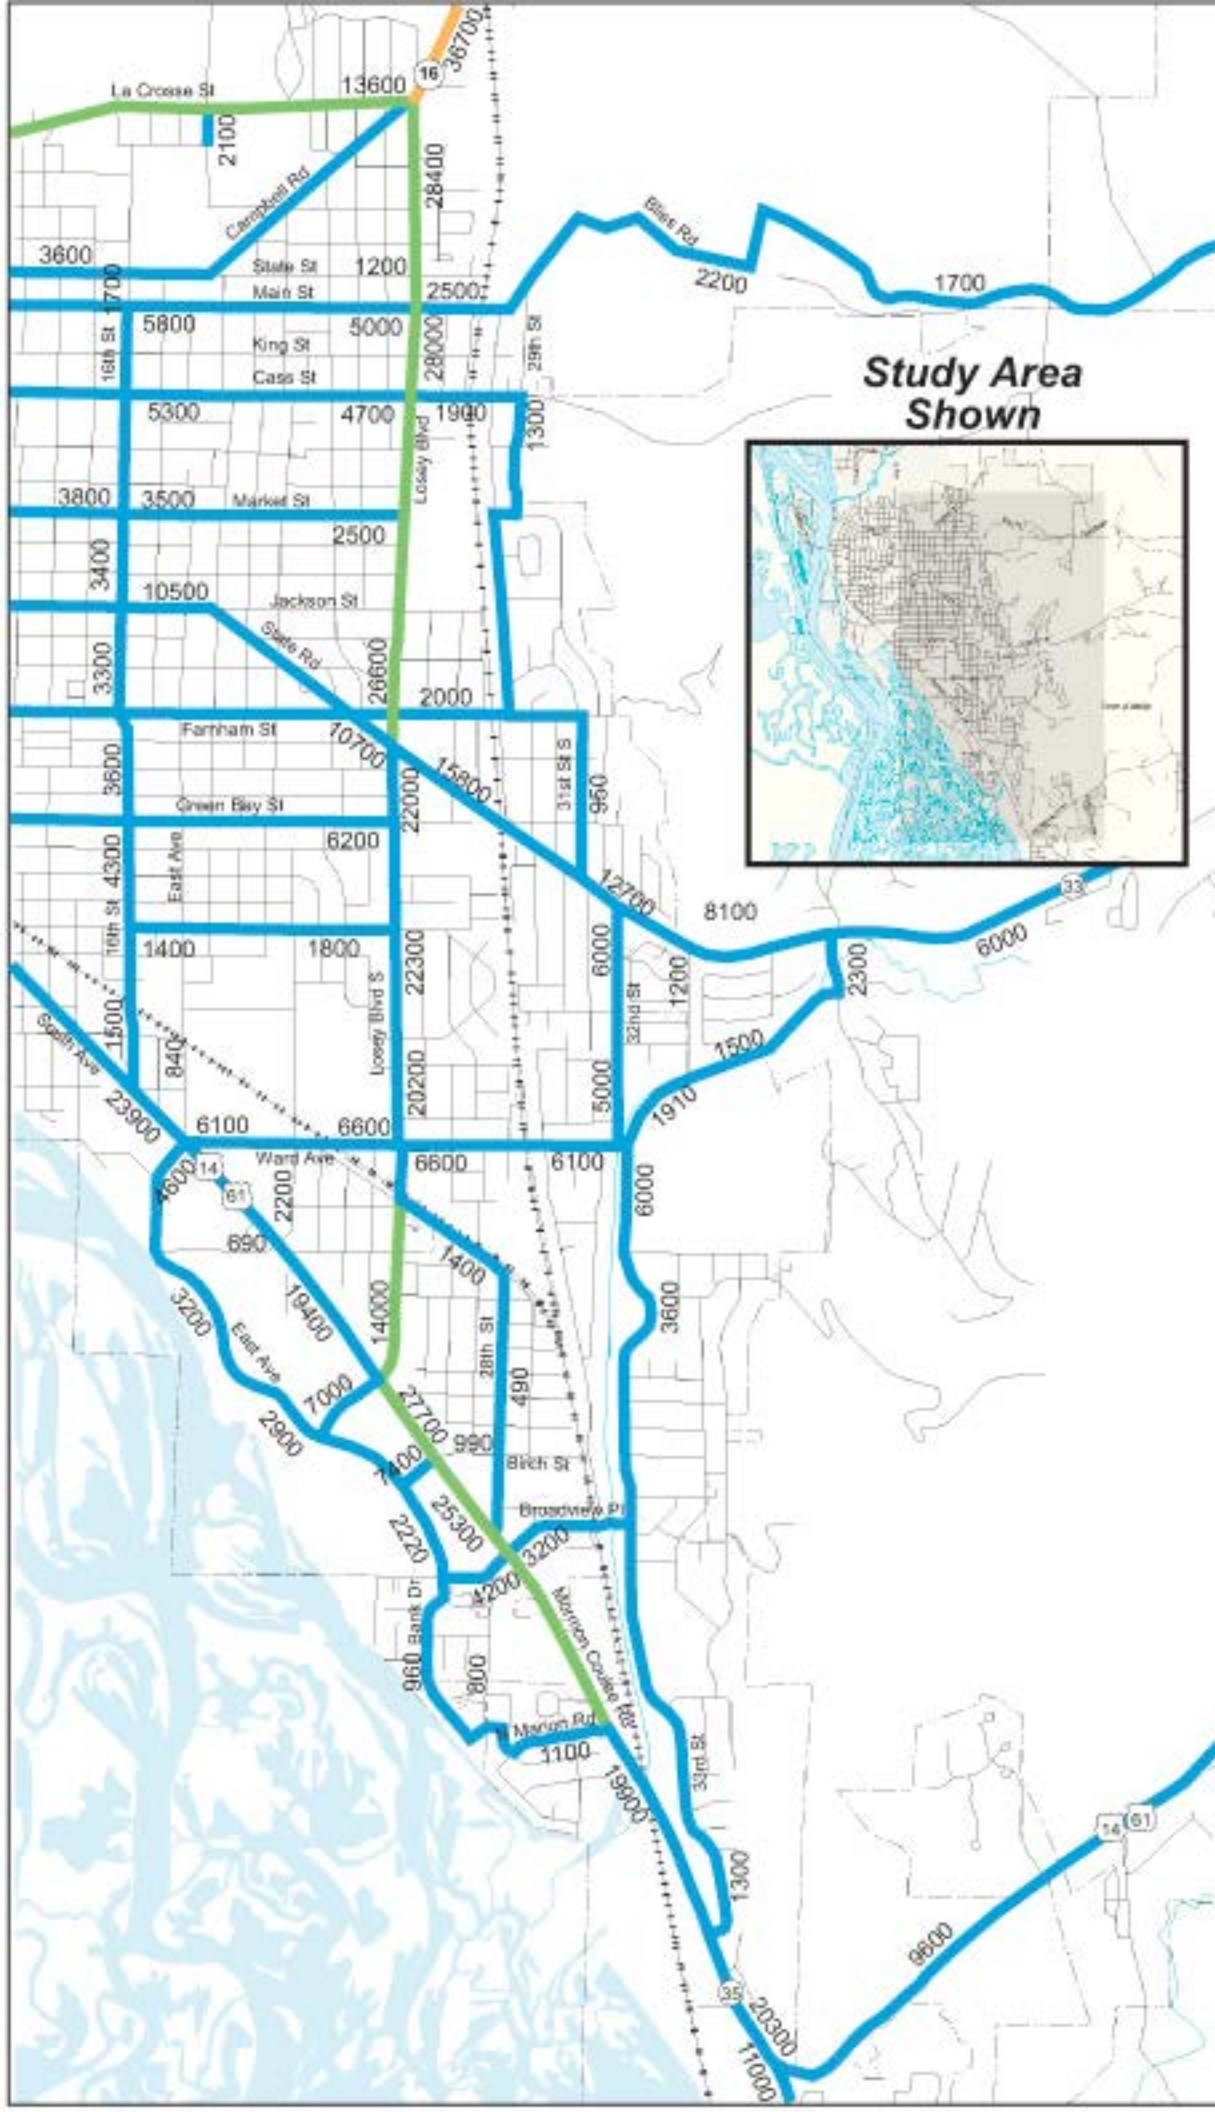 36700
16
La Crosse St
13600
2100
28400
Campbell Rd
Bliss Rd
3600
State St
1200
2200
1700
1700
Main St
2500
5800
5000
28000
29th St
16th St
King St
Cass St
Study Area
Shown
5300
4700
1900
1300
Losey Blvd
3800
3500
Market St
2500
3400
10500
Jackson St
State Rd
3300
26600
2000
Farnham St
10700
15800
31st St S
950
3600
22000
Green Bay St
6200
4300
East Ave
12700
33
8100
16th St
1400
1800
22300
6000
6000
1200
2300
32nd St
Losey Blvd S
1500
South Ave
840
1500
20200
5000
1910
23900
6100
6600
Ward Ave
6600
6100
4600
14
61
2200
6000
690
1400
3200
19400
14000
3600
East Ave
28th St
7000
490
27700
2900
990
7400
Birch St
25300
Broadview Pl
2220
3200
4200
Bank Dr
Mormon Coulee Rd
960
800
N Marion Rd
1100
33rd St
19900
14
61
1300
9600
35
20300
11000